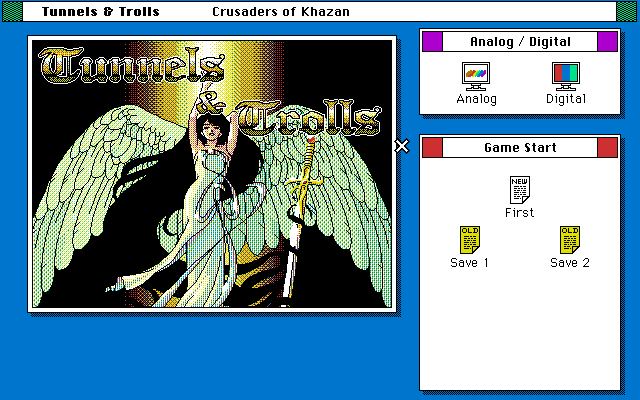 Tunnels & Trolls Crusaders of Khazan
Tunnels
&
Trolls
Analog / Digital
Analog Digital
Game Start
NEW
First
OLD OLD
Save 1 Save 2